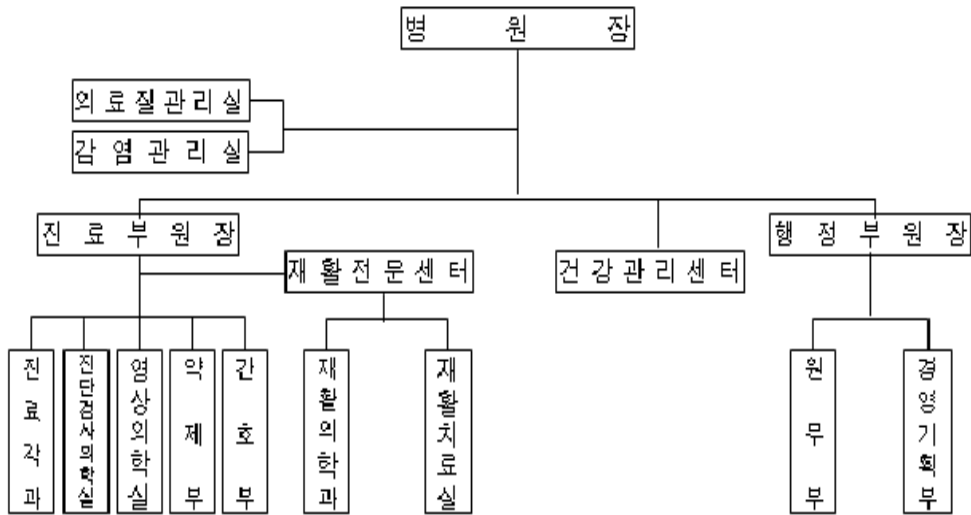 병 원 장
의 료 질 관 리 실
감 염 관 리 실
진 료 부 원 장
행 정 부 원 장
재 활 전 문 센 터
건 강 관 리 센 터
진 료 각 과
진단검사의학실
영상의학실
약 제 부
간 호 부
재활의학과
재활치료실
원 무 부
경영기획부